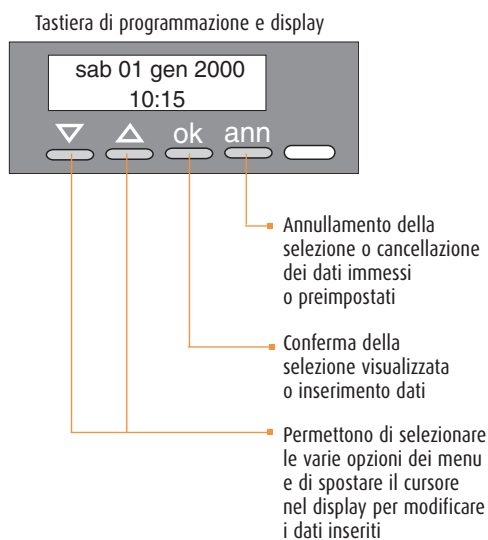 Tastiera di programmazione e display
sab 01 gen 2000
10:15
ok ann
Annullamento della
selezione o cancellazione
dei dati immessi
o preimpostati
Conferma della
selezione visualizzata
o inserimento dati
Permettono di selezionare
le varie opzioni dei menu
e di spostare il cursore
nel display per modificare
i dati inseriti